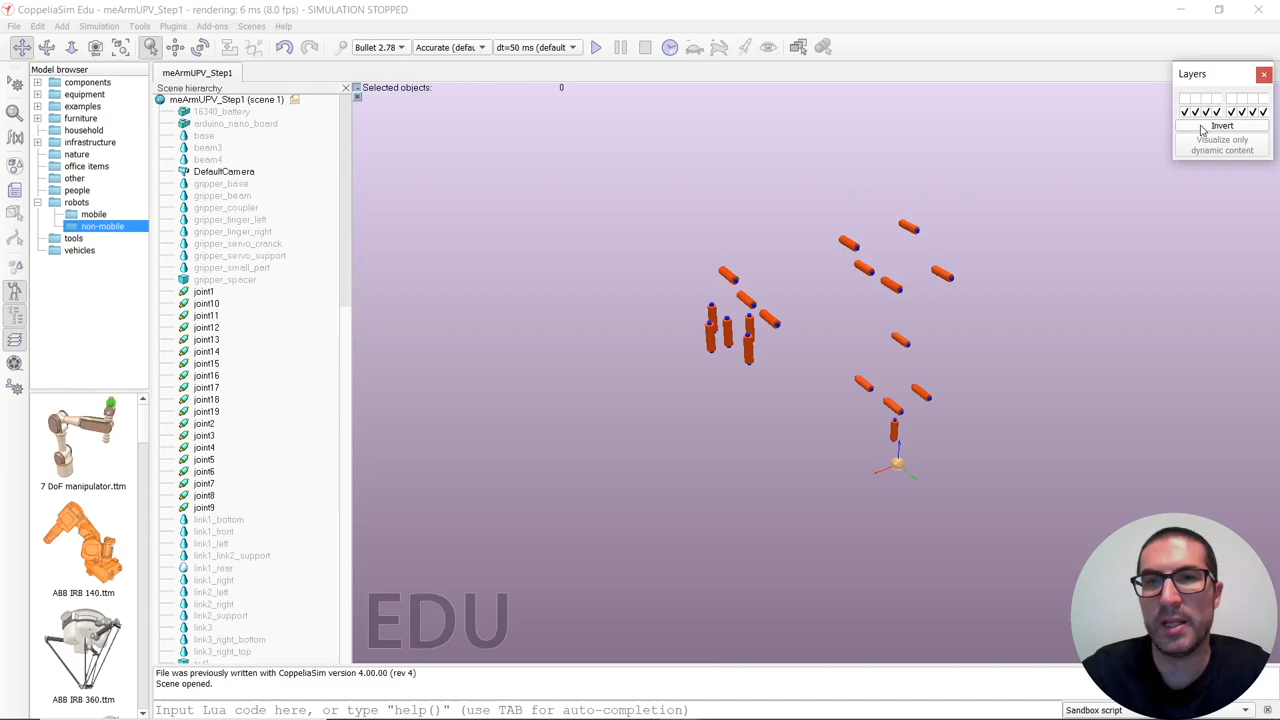 CoppeliaSim Edu - meArmUPV_Step1 - rendering: 6 ms (8.0 fps) - SIMULATION STOPPED
File Edit Add Simulation Tools Plugins Add-ons Scenes Help
Bullet 2.78 Accurate (defau dt=50 ms (default)
Model browser
components
equipment
examples
furniture
household
infrastructure
nature
office items
other
people
robots
mobile
non-mobile
tools
vehicles
7 DoF manipulator.ttm
ABB IRB 140.ttm
ABB IRB 360.ttm
meArmUPV_Step1
Scene hierarchy
meArmUPV_Step1 (scene 1)
16340_battery
arduino_nano_board
base
beam3
beam4
DefaultCamera
gripper_base
gripper_beam
gripper_coupler
gripper_finger_left
gripper_finger_right
gripper_servo_cranck
gripper_servo_support
gripper_small_part
gripper_spacer
joint1
joint10
joint11
joint12
joint13
joint14
joint15
joint16
joint17
joint18
joint19
joint2
joint3
joint4
joint5
joint6
joint7
joint8
joint9
link1_bottom
link1_front
link1_left
link1_link2_support
link1_rear
link1_right
link2_left
link2_right
link2_support
link3
link3_right_bottom
link3_right_top
Selected objects: 0
EDU
Layers
Invert
Visualize only
dynamic content
File was previously written with CoppeliaSim version 4.00.00 (rev 4)
Scene opened.
Input Lua code here, or type "help()" (use TAB for auto-completion)
Sandbox script